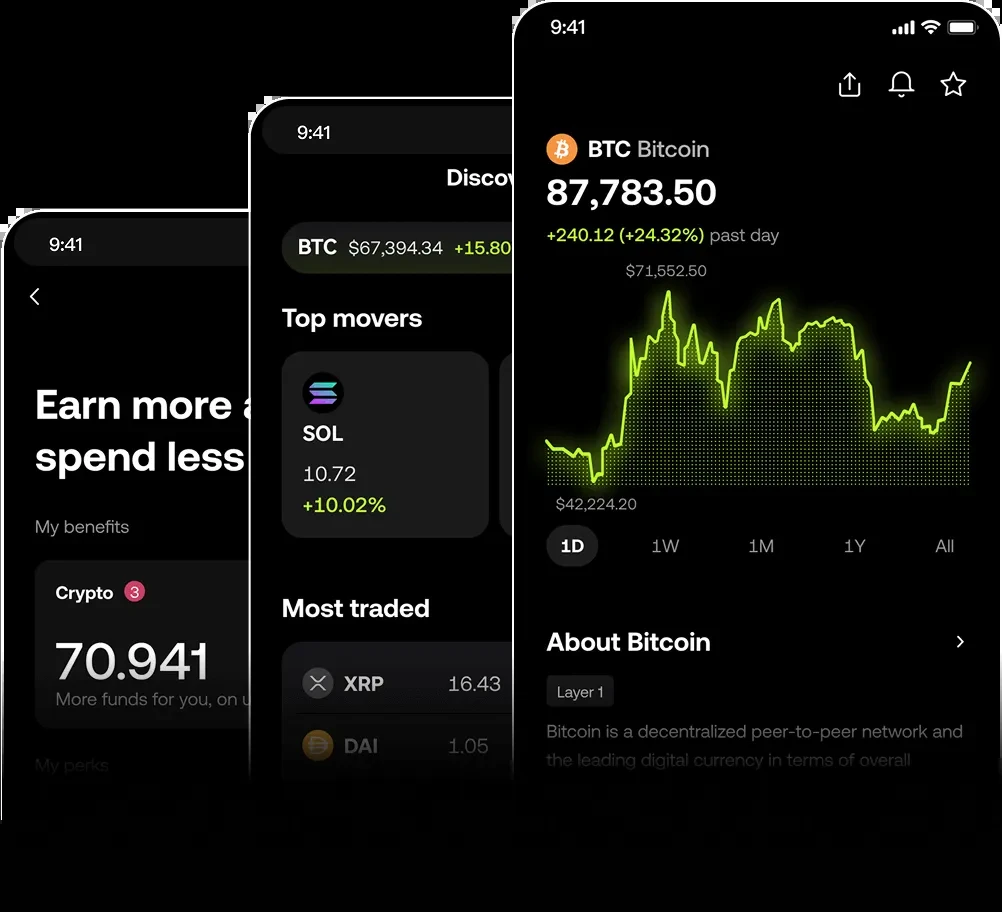 9:41
Earn more
spend less
My benefits
Crypto 3
70.941
More funds for you, on
My perks
9:41
BTC $67,394.34 +15.80
Top movers
SOL
10.72
+10.02%
Most traded
XRP 16.43
DAI 1.05
9:41
BTC Bitcoin
87,783.50
+240.12 (+24.32%) past day
$71,552.50
$42,224.20
1D 1W 1M 1Y All
About Bitcoin
Layer 1
Bitcoin is a decentralized peer-to-peer network and
the leading digital currency in terms of overall